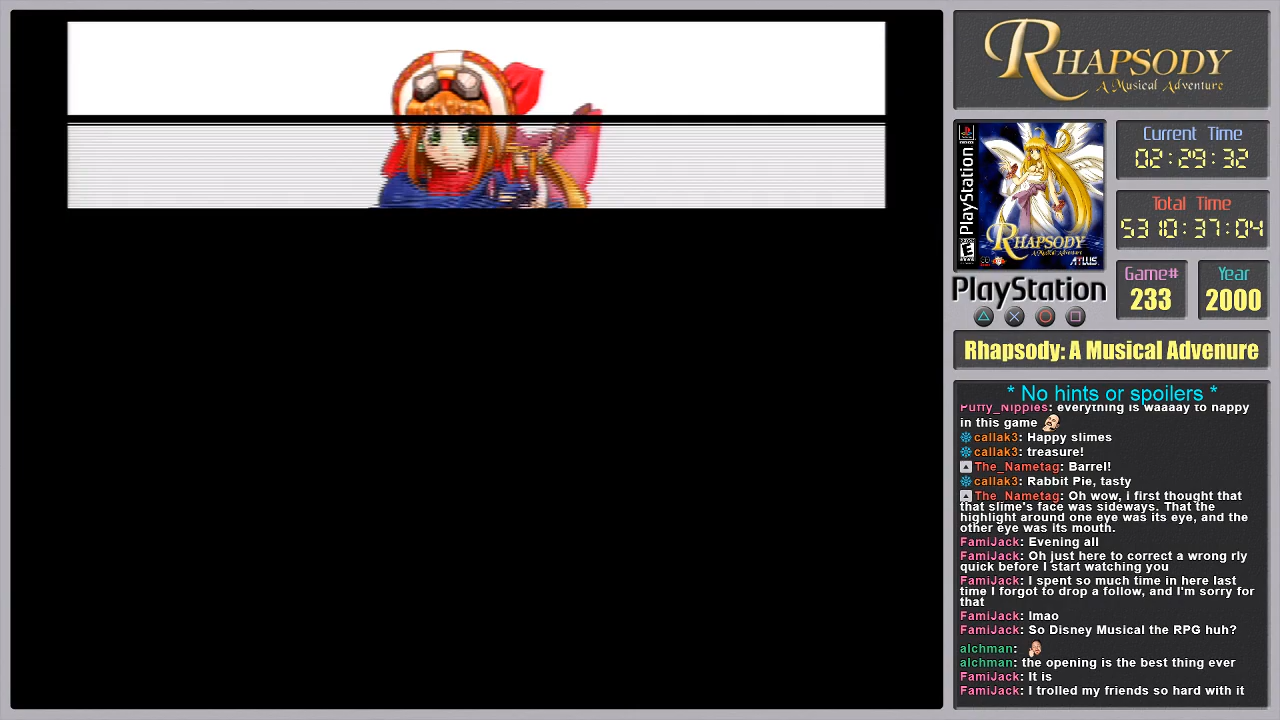 RHAPSODY
A Musical Adventure
PlayStation
RHAPSODY
A Musical Adventure
ATLUS
Current Time
02:29:32
Total Time
5310:37:04
PlayStation
Game#
233
Year
2000
Rhapsody: A Musical Advenure
* No hints or spoilers *
Puffy_Nipples: everything is waaaay to happy
in this game
callak3: Happy slimes
callak3: treasure!
The_Nametag: Barrel!
callak3: Rabbit Pie, tasty
The_Nametag: Oh wow, i first thought that
that slime's face was sideways. That the
highlight around one eye was its eye, and the
other eye was its mouth.
FamiJack: Evening all
FamiJack: Oh just here to correct a wrong rly
quick before I start watching you
FamiJack: I spent so much time in here last
time I forgot to drop a follow, and I'm sorry for
that
FamiJack: lmao
FamiJack: So Disney Musical the RPG huh?
alchman:
alchman: the opening is the best thing ever
FamiJack: It is
FamiJack: I trolled my friends so hard with it